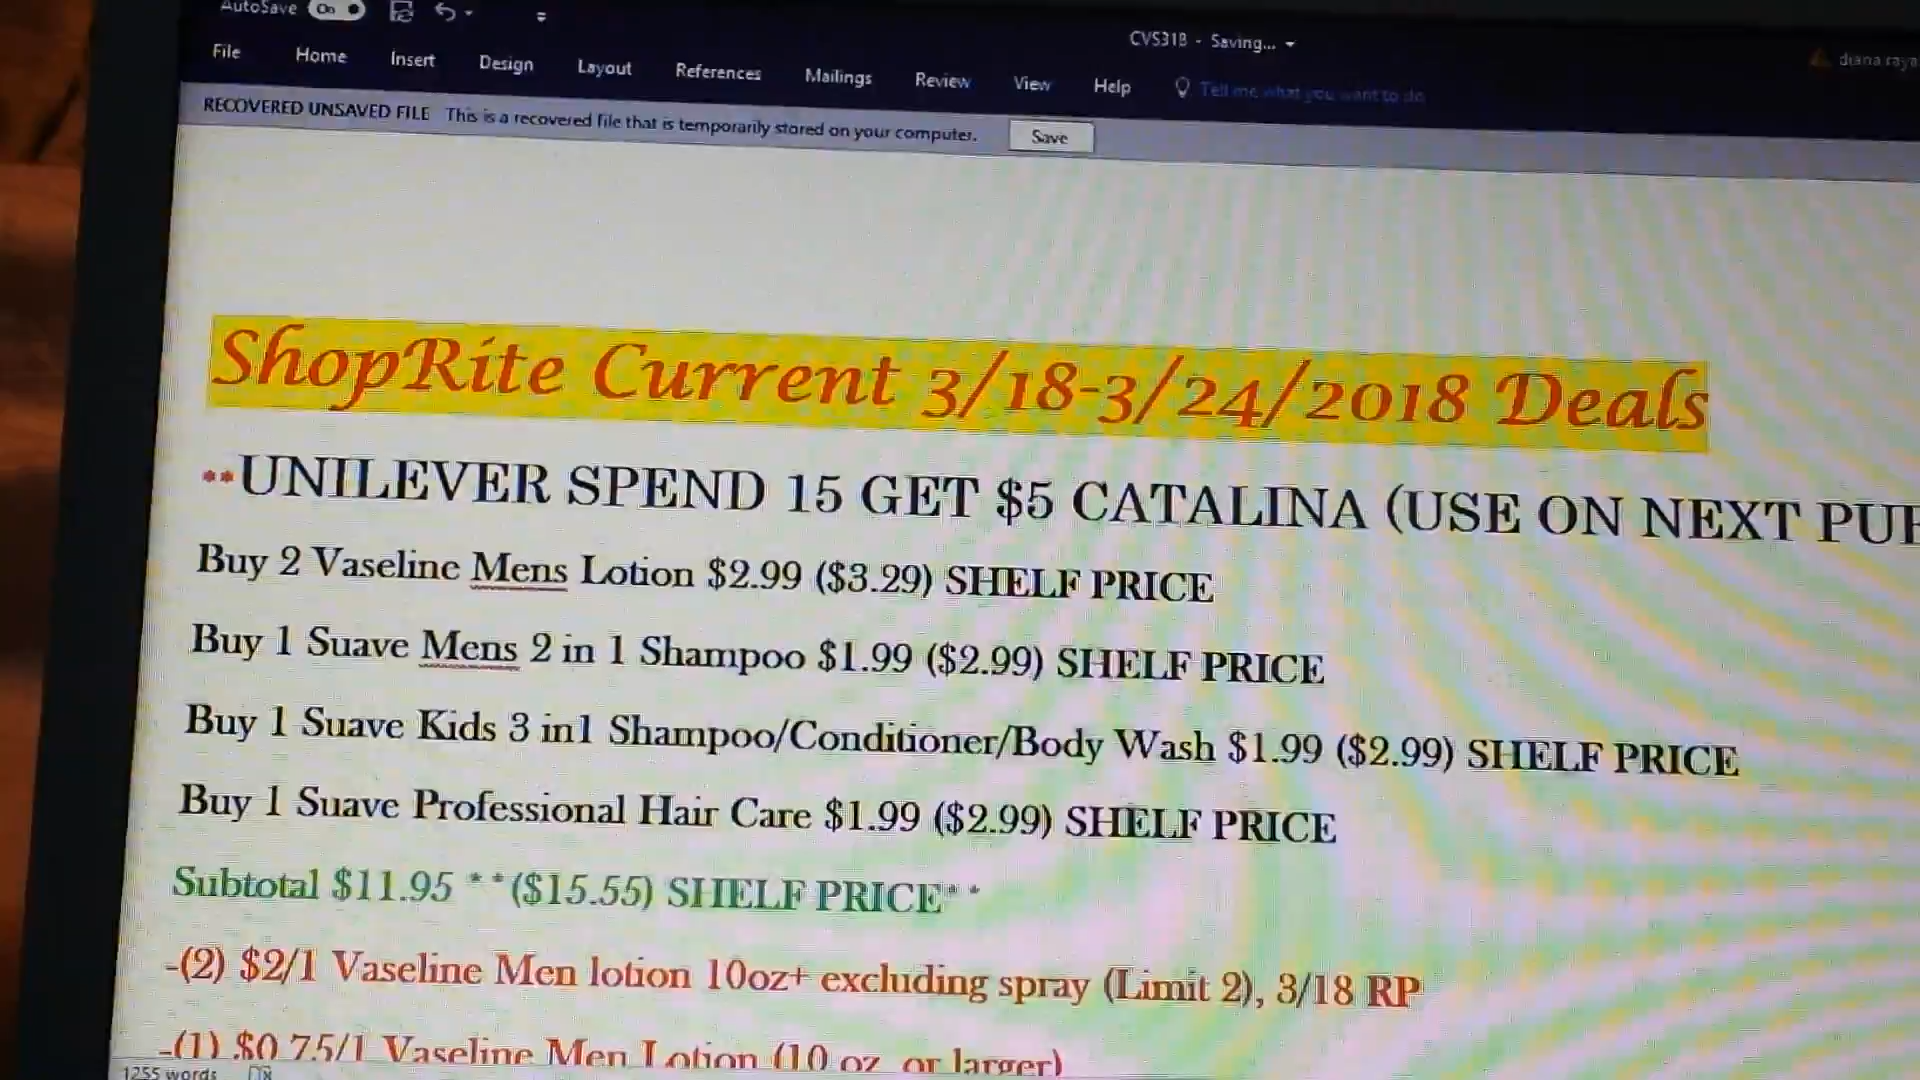 AutoSave On
CVS318 - Saving...
File Home Insert Design Layout References Mailings Review View Help Tell me what you want to do
RECOVERED UNSAVED FILE This is a recovered file that is temporarily stored on your computer. Save
ShopRite Current 3/18-3/24/2018 Deals
**UNILEVER SPEND 15 GET $5 CATALINA (USE ON NEXT
Buy 2 Vaseline Mens Lotion $2.99 ($3.29) SHELF PRICE
Buy 1 Suave Mens 2 in 1 Shampoo $1.99 ($2.99) SHELF PRICE
Buy 1 Suave Kids 3 in1 Shampoo/Conditioner/Body Wash $1.99 ($2.99) SHELF PRICE
Buy 1 Suave Professional Hair Care $1.99 ($2.99) SHELF PRICE
Subtotal $11.95 **($15.55) SHELF PRICE**
-(2) $2/1 Vaseline Men lotion 10oz+ excluding spray (Limit 2), 3/18 RP
-(1) $0.75/1 Vaseline Men Lotion (10 oz or larger)
1255 words